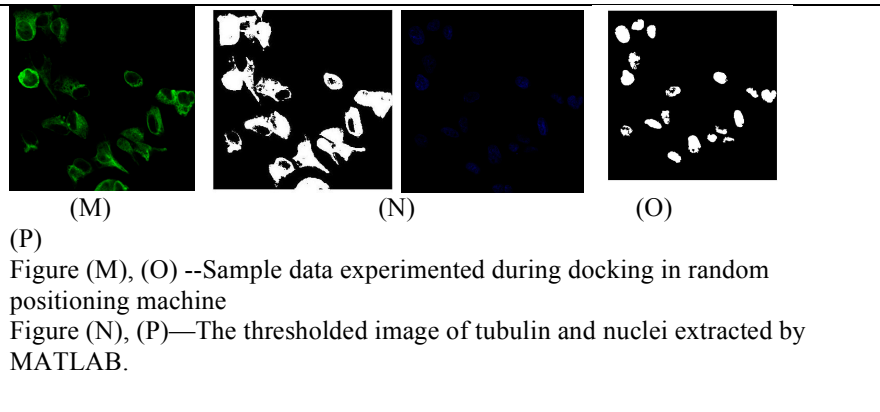 (M) (N) (O)
(P)
Figure (M), (O) --Sample data experimented during docking in random
positioning machine
Figure (N), (P)—The thresholded image of tubulin and nuclei extracted by
MATLAB.